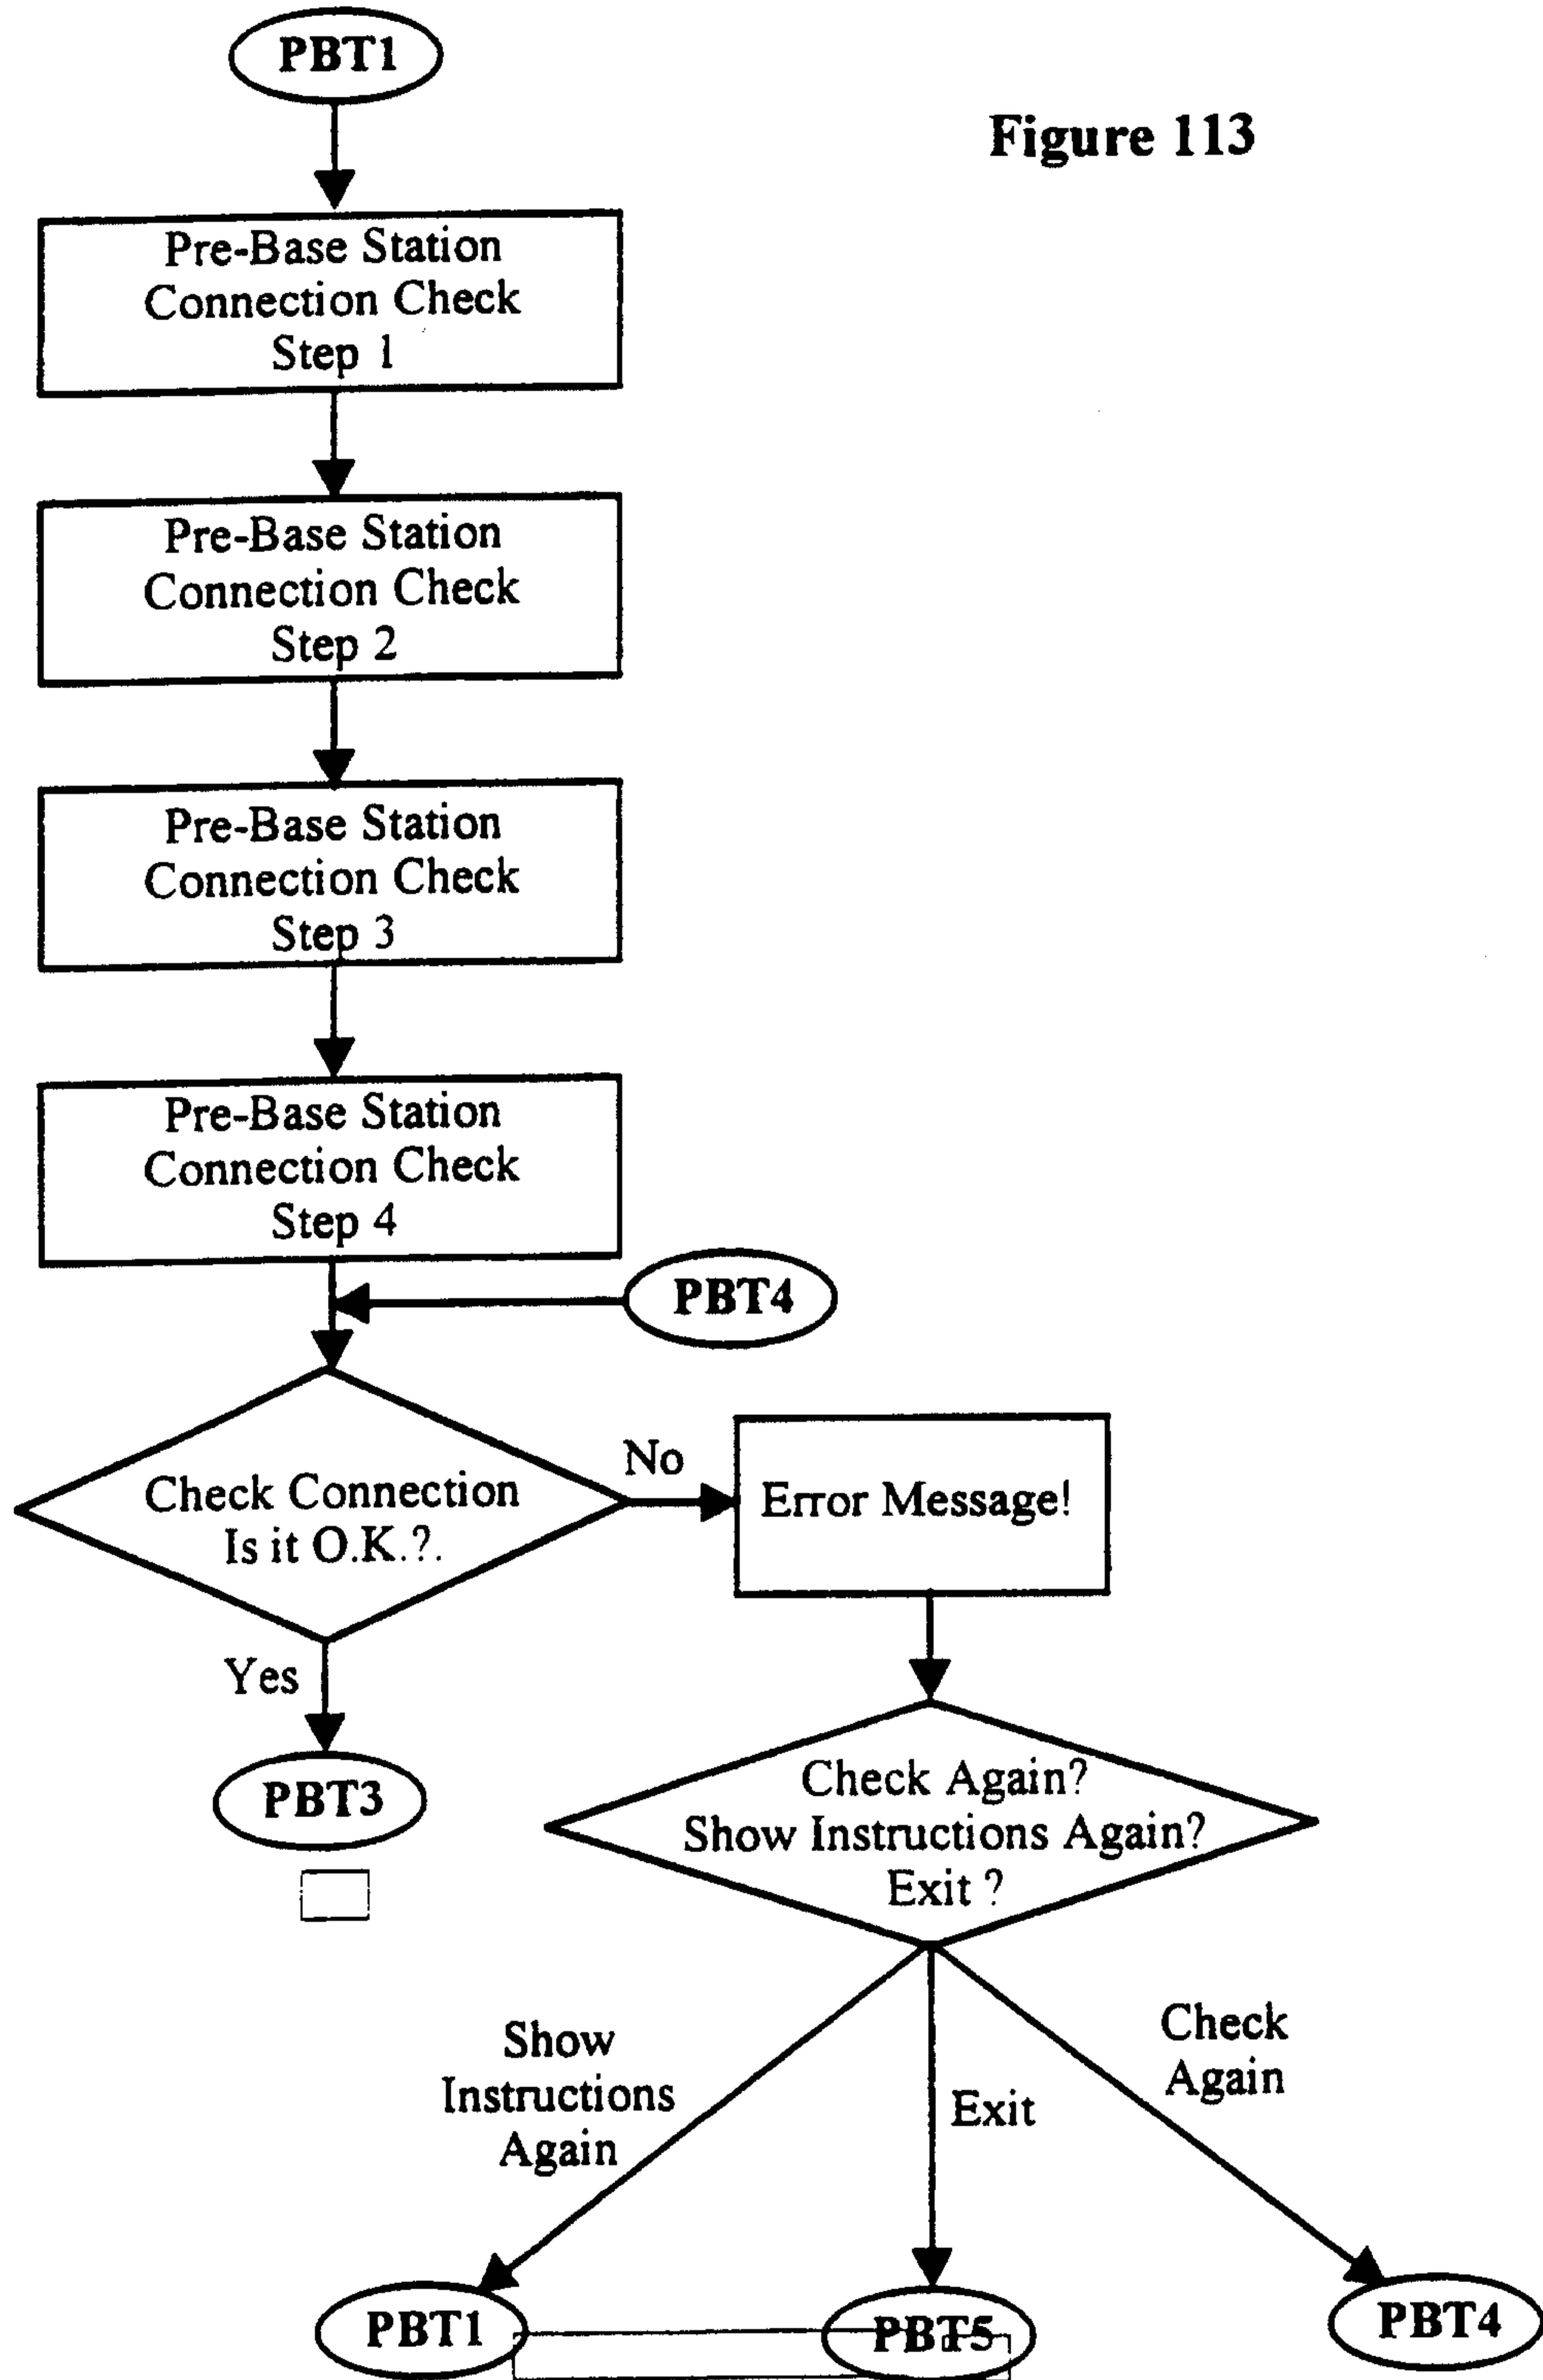 PBT1
Figure 113
Pre-Base Station
Connection Check
Step 1
Pre-Base Station
Connection Check
Step 2
Pre-Base Station
Connection Check
Step 3
Pre-Base Station
Connection Check
Step 4
PBT4
Check Connection
Is it O.K.?.
No
Error Message!
Yes
PBT3
Check Again?
Show Instructions Again?
Exit ?
Show
Instructions
Again
Exit
Check
Again
PBT1
PBT5
PBT4